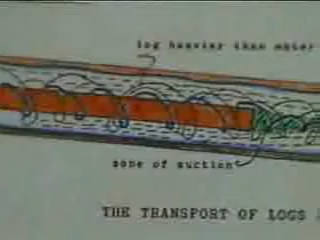 log heavier than water
zone of suction
THE TRANSPORT OF LOGS